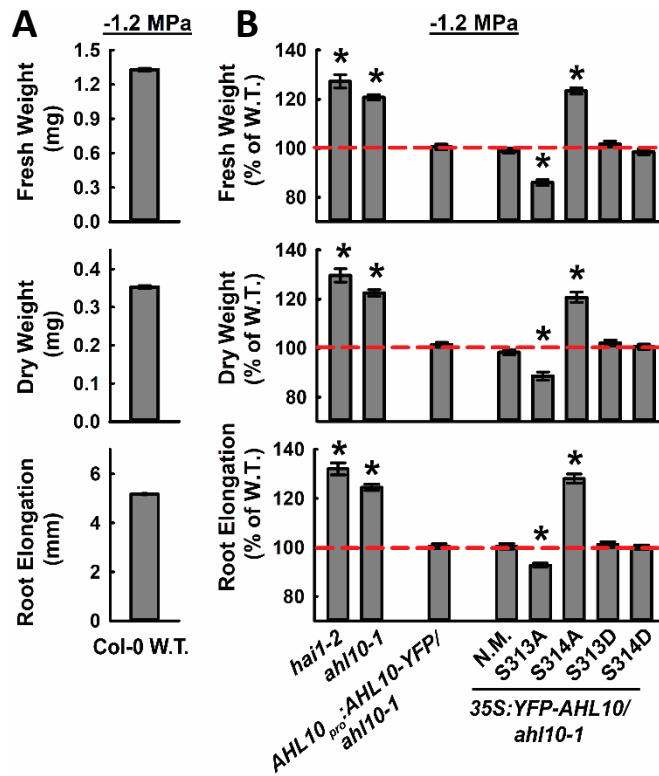 A
-1.2 MPa
Fresh Weight
(mg)
1.5
1.2
0.9
0.6
0.3
0.0
Dry Weight
(mg)
0.4
0.3
0.2
0.1
0.0
Root Elongation
(mm)
6
4
2
0
Col-0 W.T.
B
-1.2 MPa
Fresh Weight
(% of W.T.)
140
120
100
80
* * * *
Dry Weight
(% of W.T.)
140
120
100
80
* * * *
Root Elongation
(% of W.T.)
140
120
100
80
* * * *
hai1-2
ahl10-1
AHL10pro:AHL10-YFP/
ahl10-1
N.M.
S313A
S314A
S313D
S314D
35S:YFP-AHL10/
ahl10-1